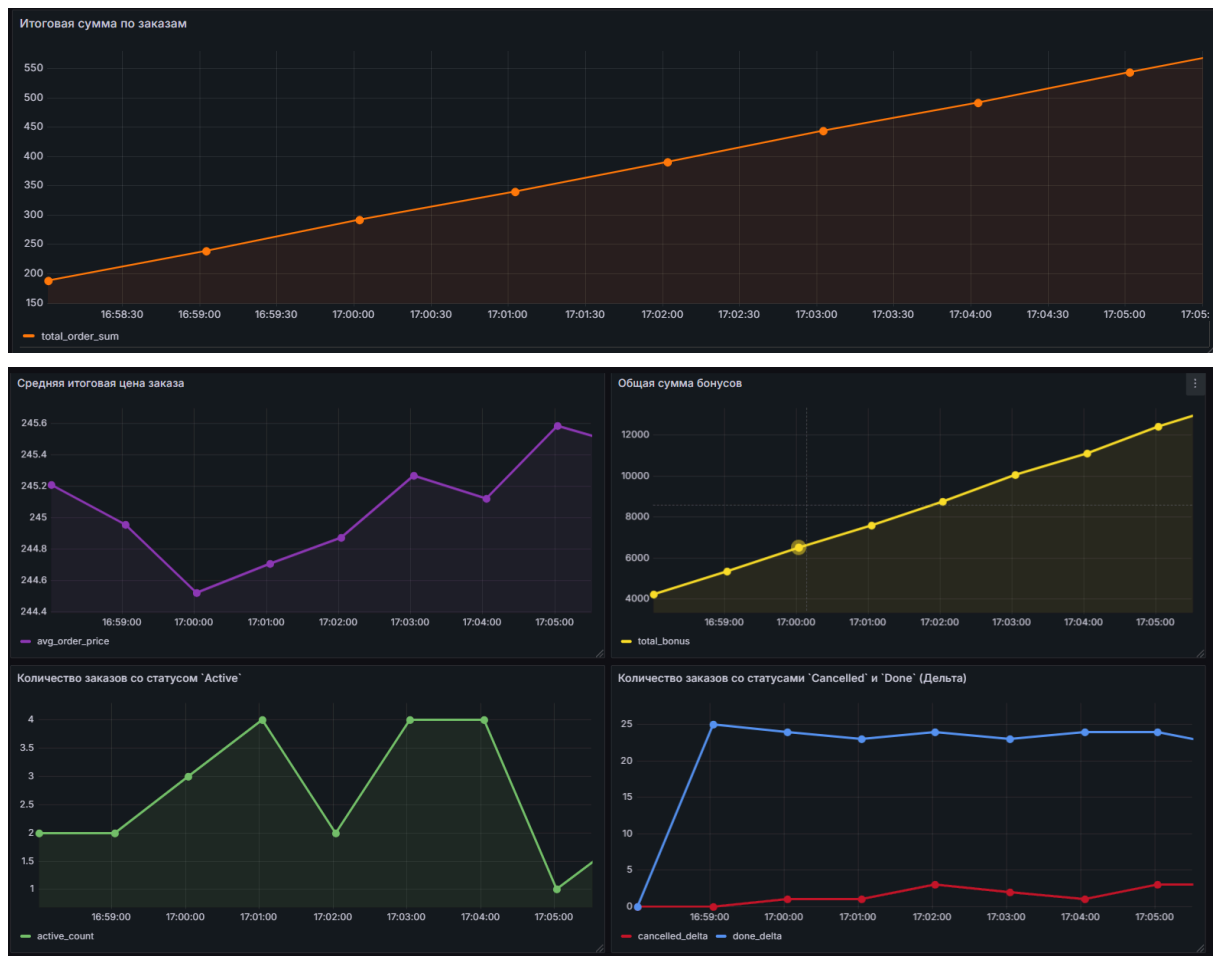 Итоговая сумма по заказам
550
500
450
400
350
300
250
200
150
16:58:30 16:59:00 16:59:30 17:00:00 17:00:30 17:01:00 17:01:30 17:02:00 17:02:30 17:03:00 17:03:30 17:04:00 17:04:30 17:05:00 17:05:
total_order_sum
Средняя итоговая цена заказа
245.6
245.4
245.2
245
244.8
244.6
244.4
16:59:00 17:00:00 17:01:00 17:02:00 17:03:00 17:04:00 17:05:00
avg_order_price
Общая сумма бонусов
12000
10000
8000
6000
4000
16:59:00 17:00:00 17:01:00 17:02:00 17:03:00 17:04:00 17:05:00
total_bonus
Количество заказов со статусом `Active`
4
3.5
3
2.5
2
1.5
1
16:59:00 17:00:00 17:01:00 17:02:00 17:03:00 17:04:00 17:05:00
active_count
Количество заказов со статусами `Cancelled` и `Done` (Дельта)
25
20
15
10
5
0
16:59:00 17:00:00 17:01:00 17:02:00 17:03:00 17:04:00 17:05:00
cancelled_delta done_delta